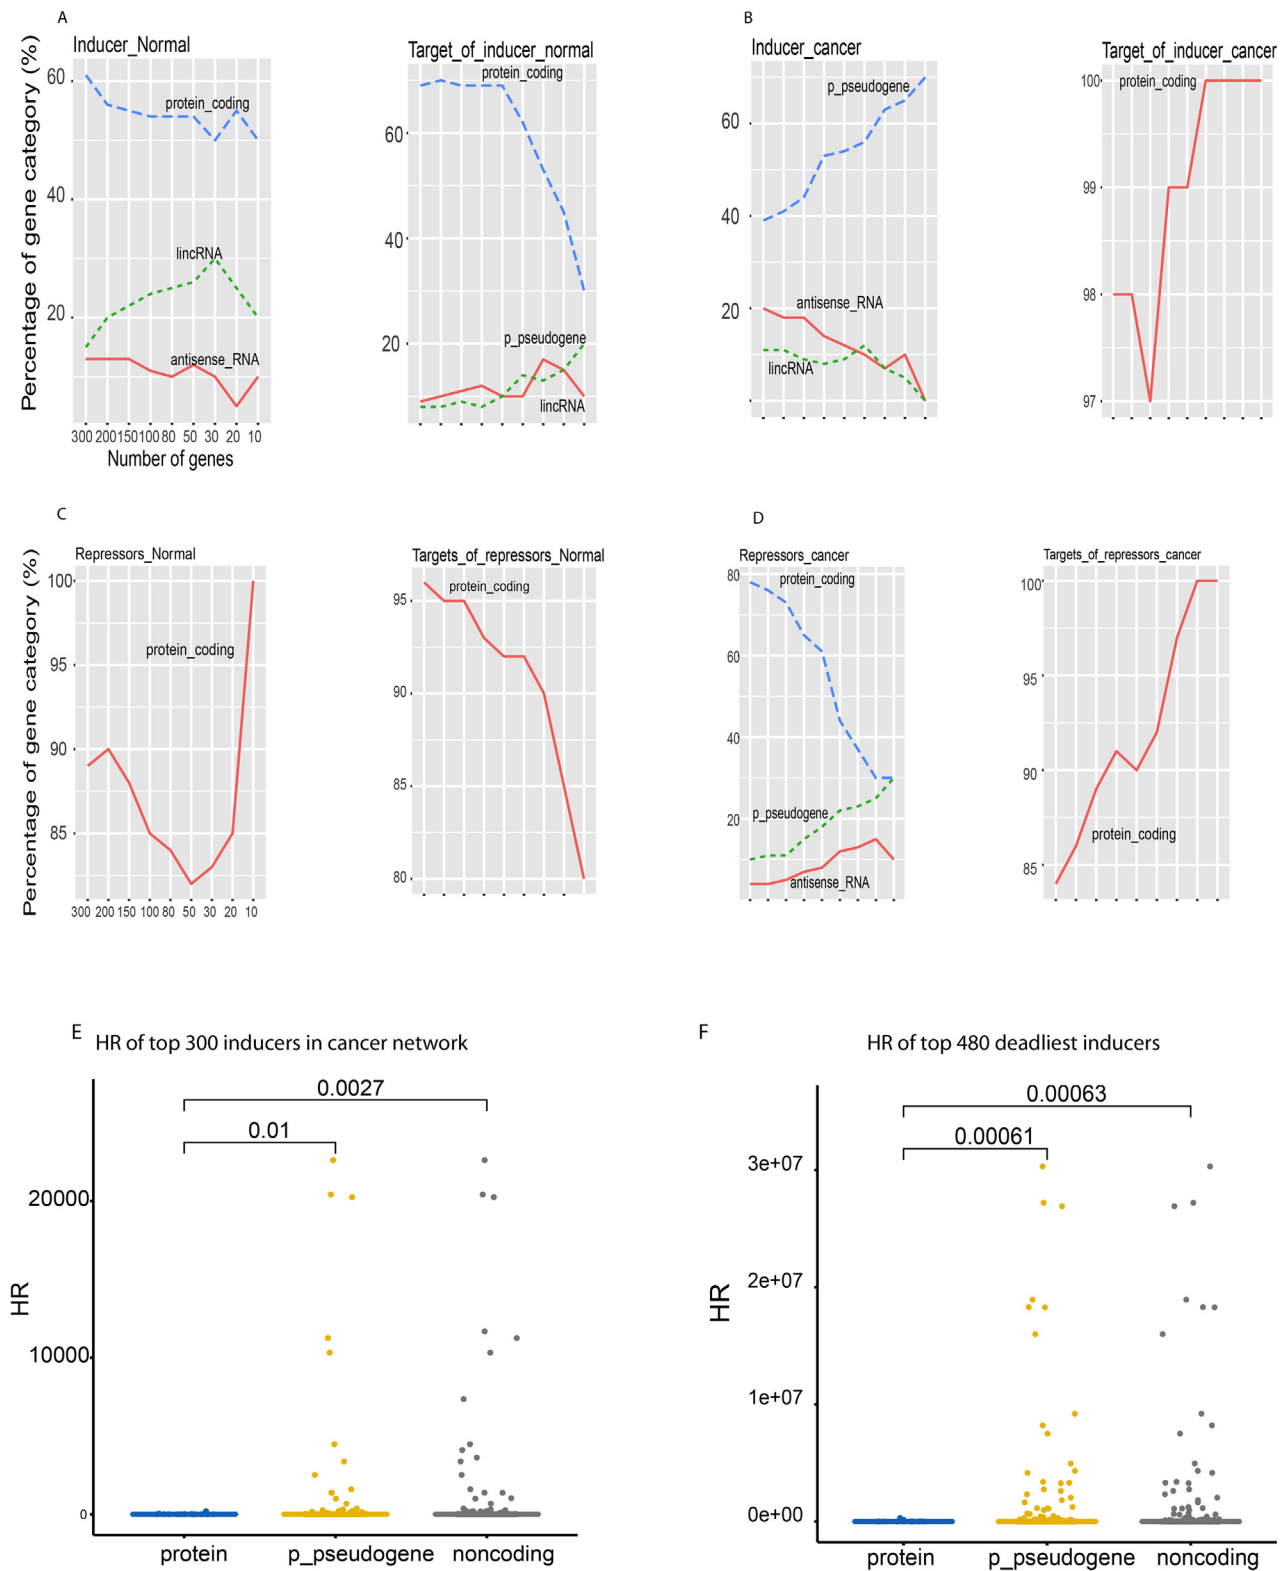 A
B
Inducer_Normal
Target_of_inducer_normal
Inducer_cancer
Target_of_inducer_cancer
Percentage of gene category (%)
60
40
20
protein_coding
lincRNA
antisense_RNA
300 200 150 100 80 50 30 20 10
Number of genes
60
40
20
protein_coding
p_pseudogene
lincRNA
60
40
20
p_pseudogene
antisense_RNA
lincRNA
100
99
98
97
protein_coding
C
D
Repressors_Normal
Targets_of_repressors_Normal
Repressors_cancer
Targets_of_repressors_cancer
Percentage of gene category (%)
100
95
90
85
protein_coding
300 200 150 100 80 50 30 20 10
95
90
85
80
protein_coding
80
60
40
20
protein_coding
p_pseudogene
antisense_RNA
100
95
90
85
protein_coding
E
HR of top 300 inducers in cancer network
0.0027
0.01
HR
20000
10000
0
protein p_pseudogene noncoding
F
HR of top 480 deadliest inducers
0.00063
0.00061
HR
3e+07
2e+07
1e+07
0e+00
protein p_pseudogene noncoding